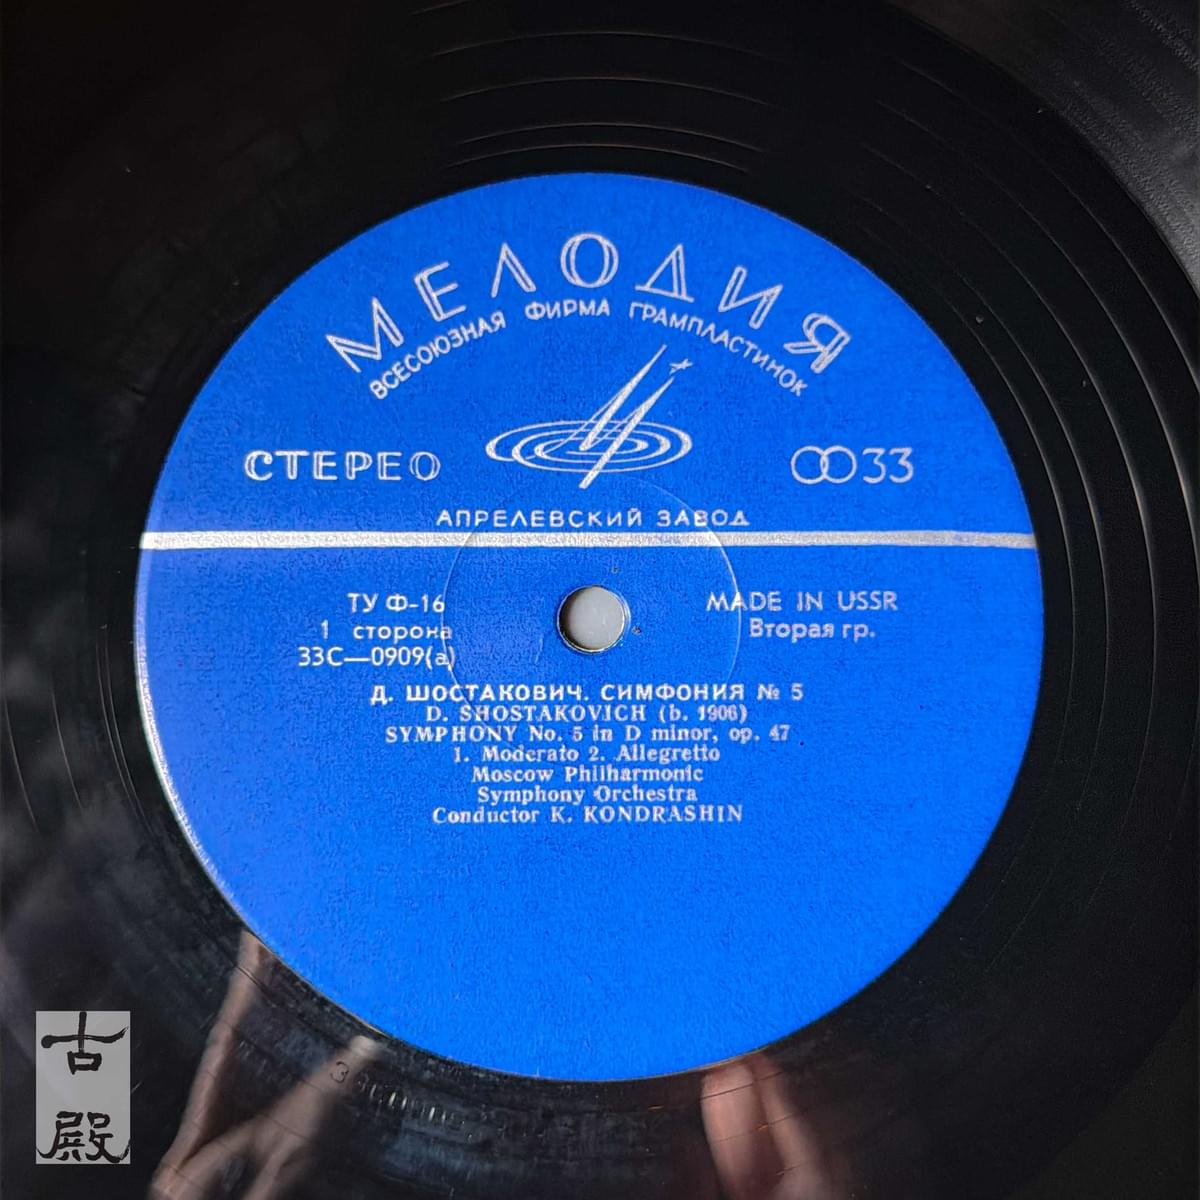 МЕЛОДИЯ
ВСЕСОЮЗНАЯ ФИРМА ГРАМПЛАСТИНОК
СТЕРЕО
33
АПРЕЛЕВСКИЙ ЗАВОД
ТУ Ф-16
MADE IN USSR
1 сторона
Вторая гр.
33С—0909(а)
Д. ШОСТАКОВИЧ. СИМФОНИЯ № 5
D. SHOSTAKOVICH (b. 1906)
SYMPHONY No. 5 in D minor, op. 47
1. Moderato 2. Allegretto
Moscow Philharmonic
Symphony Orchestra
Conductor K. KONDRASHIN
古
殿